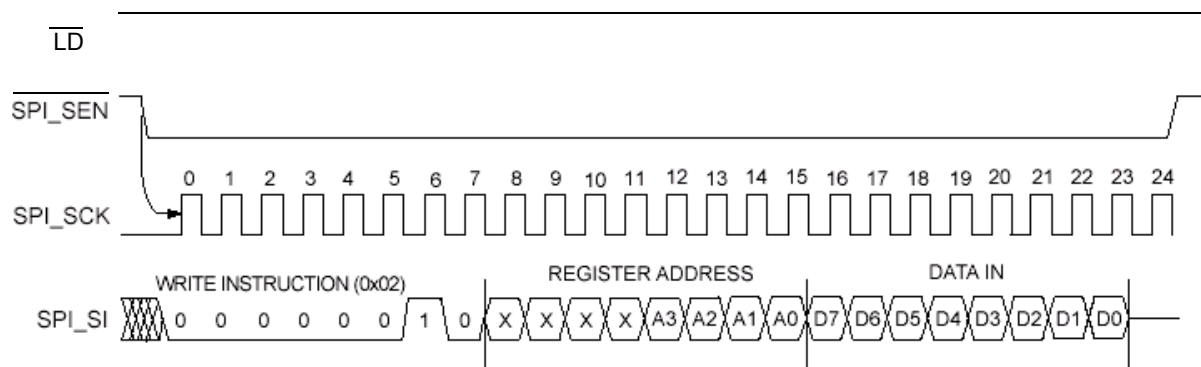 LD
SPI_SEN
0 1 2 3 4 5 6 7 8 9 10 11 12 13 14 15 16 17 18 19 20 21 22 23 24
SPI_SCK
WRITE INSTRUCTION (0x02) REGISTER ADDRESS DATA IN
SPI_SI 0 0 0 0 0 0 1 0 X X X X A3 A2 A1 A0 D7 D6 D5 D4 D3 D2 D1 D0